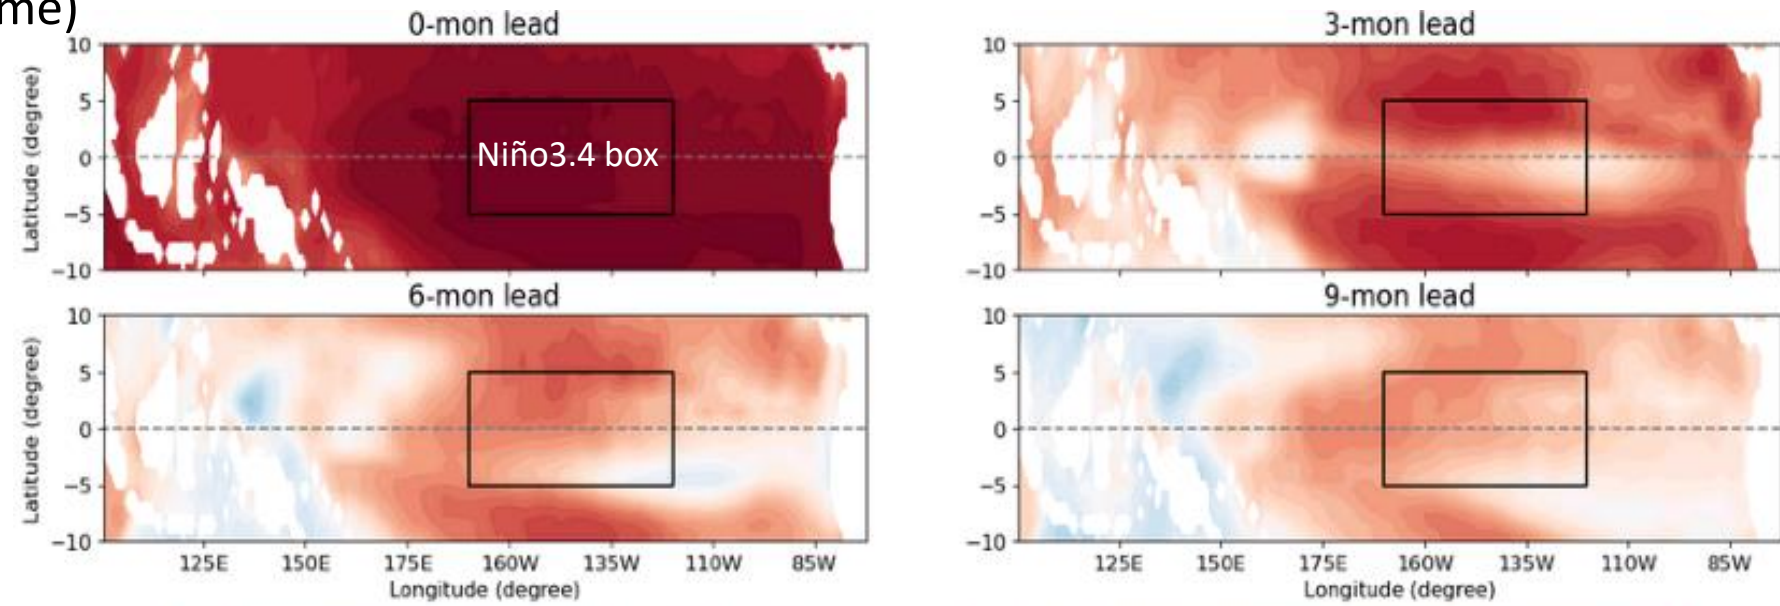 me)
0-mon lead
3-mon lead
10
5
0
−5
−10
Latitude (degree)
Niño3.4 box
10
5
0
−5
−10
6-mon lead
9-mon lead
10
5
0
−5
−10
Latitude (degree)
125E 150E 175E 160W 135W 110W 85W
Longitude (degree)
10
5
0
−5
−10
125E 150E 175E 160W 135W 110W 85W
Longitude (degree)